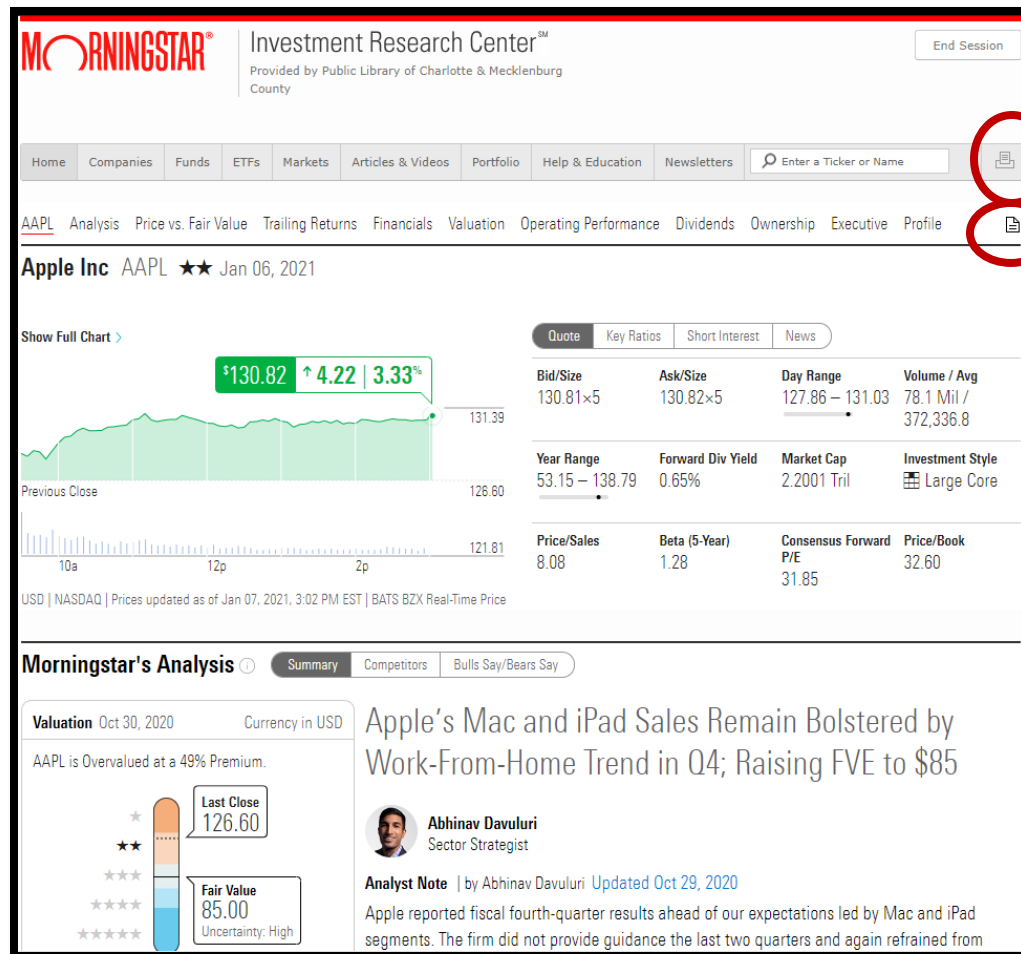 MORNINGSTAR®
Investment Research Center℠
Provided by Public Library of Charlotte & Mecklenburg
County
End Session
Home Companies Funds ETFs Markets Articles & Videos Portfolio Help & Education Newsletters Enter a Ticker or Name
AAPL Analysis Price vs. Fair Value Trailing Returns Financials Valuation Operating Performance Dividends Ownership Executive Profile
Apple Inc AAPL ★★ Jan 06, 2021
Show Full Chart >
$130.82 ↑ 4.22 | 3.33%
131.39
Previous Close 126.60
121.81
10a 12p 2p
USD | NASDAQ | Prices updated as of Jan 07, 2021, 3:02 PM EST | BATS BZX Real-Time Price
Quote Key Ratios Short Interest News
Bid/Size Ask/Size Day Range Volume / Avg
130.81×5 130.82×5 127.86 – 131.03 78.1 Mil /
372,336.8
Year Range Forward Div Yield Market Cap Investment Style
53.15 – 138.79 0.65% 2.2001 Tril Large Core
Price/Sales Beta (5-Year) Consensus Forward Price/Book
P/E
8.08 1.28 31.85 32.60
Morningstar's Analysis Summary Competitors Bulls Say/Bears Say
Valuation Oct 30, 2020 Currency in USD
AAPL is Overvalued at a 49% Premium.
Last Close
126.60
★
★★
★★★
★★★★
★★★★★
Fair Value
85.00
Uncertainty: High
Apple's Mac and iPad Sales Remain Bolstered by
Work-From-Home Trend in Q4; Raising FVE to $85
Abhinav Davuluri
Sector Strategist
Analyst Note | by Abhinav Davuluri Updated Oct 29, 2020
Apple reported fiscal fourth-quarter results ahead of our expectations led by Mac and iPad
segments. The firm did not provide guidance the last two quarters and again refrained from